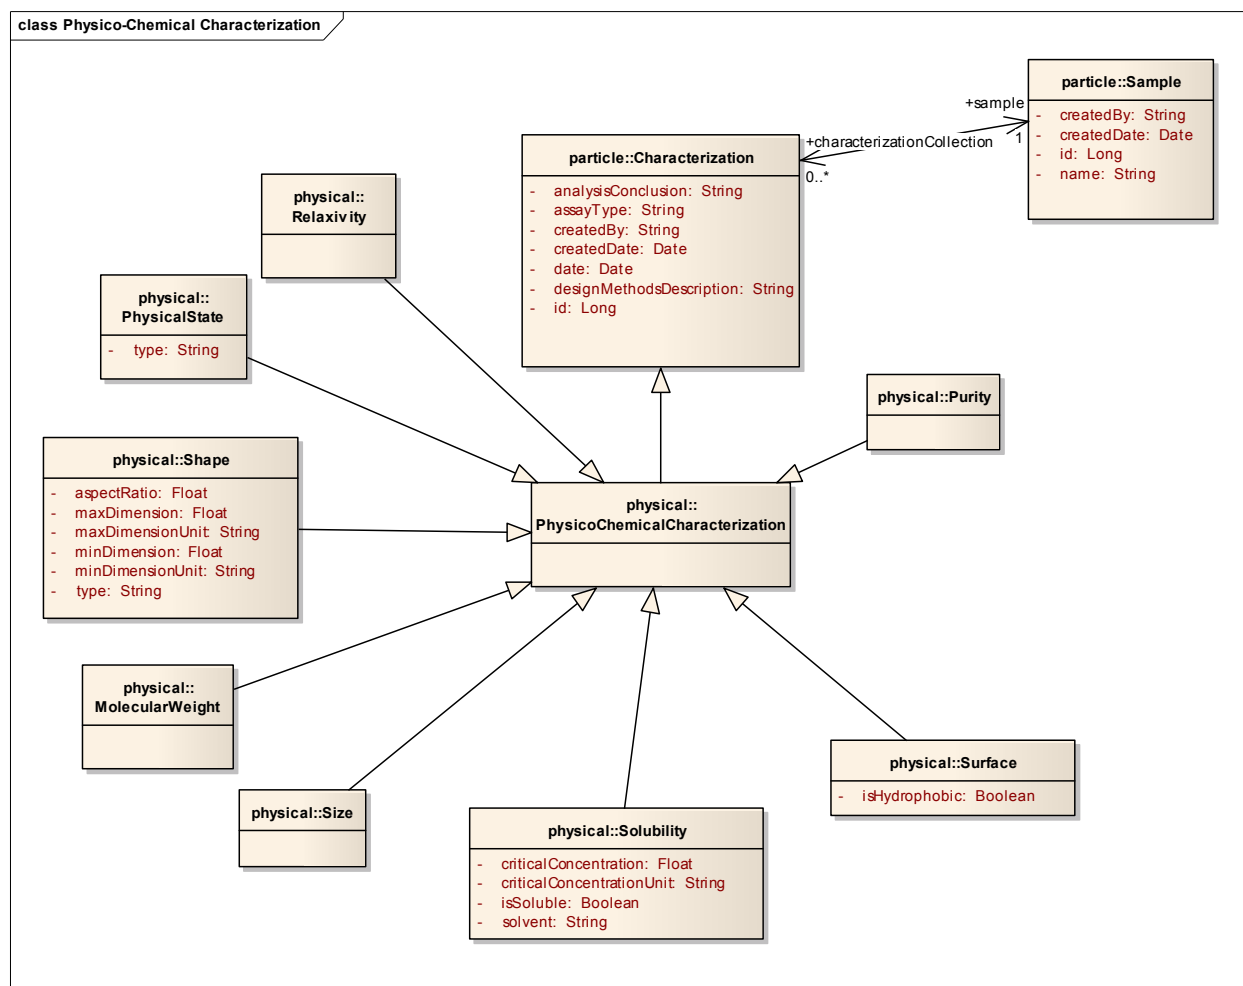 class Physico-Chemical Characterization
particle::Sample
- createdBy: String
- createdDate: Date
- id: Long
- name: String
+sample
1
+characterizationCollection
0..*
particle::Characterization
- analysisConclusion: String
- assayType: String
- createdBy: String
- createdDate: Date
- date: Date
- designMethodsDescription: String
- id: Long
physical::
Relaxivity
physical::
PhysicalState
- type: String
physical::Purity
physical::Shape
- aspectRatio: Float
- maxDimension: Float
- maxDimensionUnit: String
- minDimension: Float
- minDimensionUnit: String
- type: String
physical::
PhysicoChemicalCharacterization
physical::
MolecularWeight
physical::Size
physical::Solubility
- criticalConcentration: Float
- criticalConcentrationUnit: String
- isSoluble: Boolean
- solvent: String
physical::Surface
- isHydrophobic: Boolean